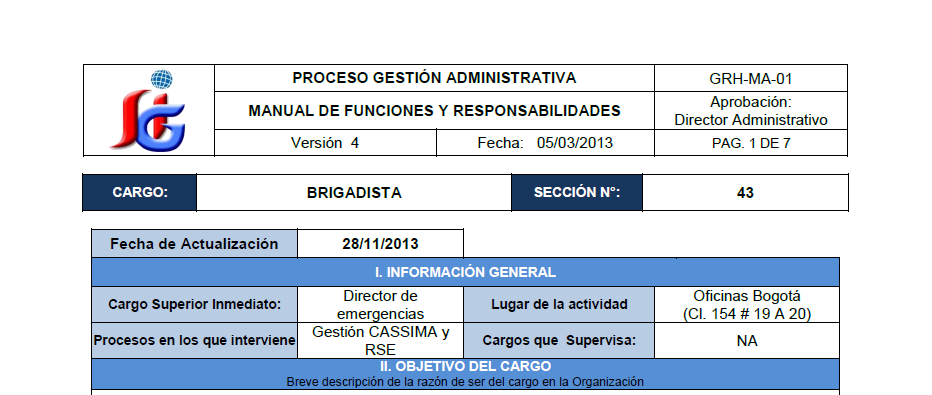 PROCESO GESTIÓN ADMINISTRATIVA
GRH-MA-01
MANUAL DE FUNCIONES Y RESPONSABILIDADES
Aprobación:
Director Administrativo
Versión 4
Fecha: 05/03/2013
PAG. 1 DE 7
CARGO:
BRIGADISTA
SECCIÓN N°:
43
Fecha de Actualización
28/11/2013
I. INFORMACIÓN GENERAL
Cargo Superior Inmediato:
Director de
emergencias
Lugar de la actividad
Oficinas Bogotá
(Cl. 154 # 19 A 20)
Procesos en los que interviene
Gestión CASSIMA y
RSE
Cargos que Supervisa:
NA
II. OBJETIVO DEL CARGO
Breve descripción de la razón de ser del cargo en la Organización